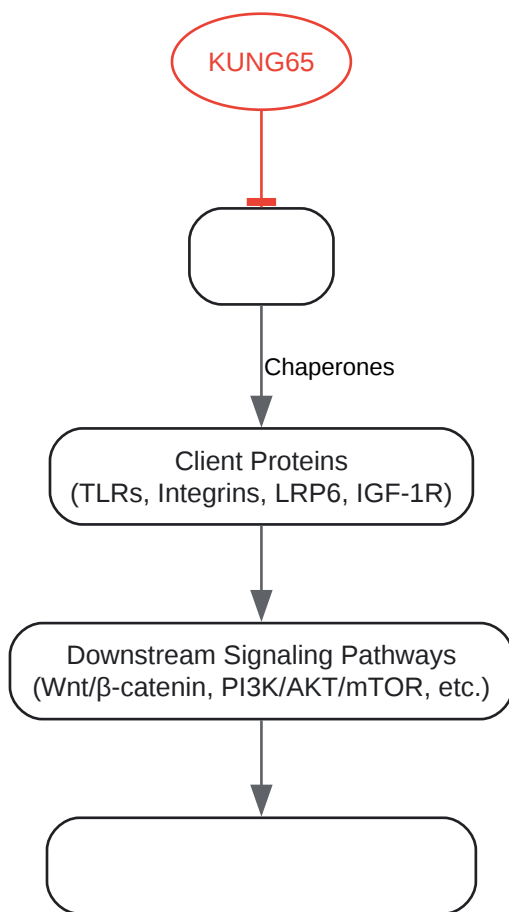 KUNG65
Chaperones
Client Proteins
(TLRs, Integrins, LRP6, IGF-1R)
Downstream Signaling Pathways
(Wnt/β-catenin, PI3K/AKT/mTOR, etc.)